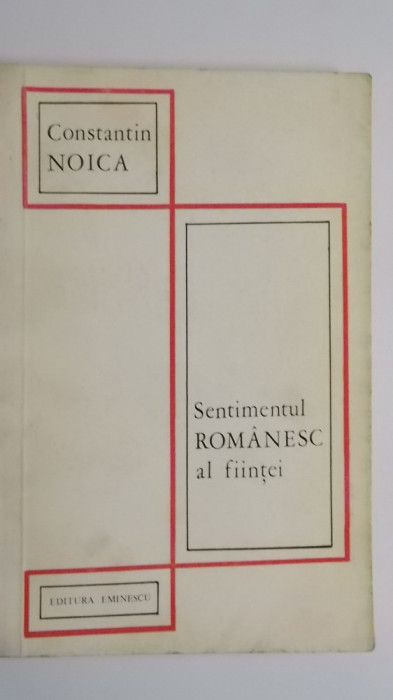 Constantin
NOICA
Sentimentul
ROMÂNESC
al ființei
EDITURA EMINESCU